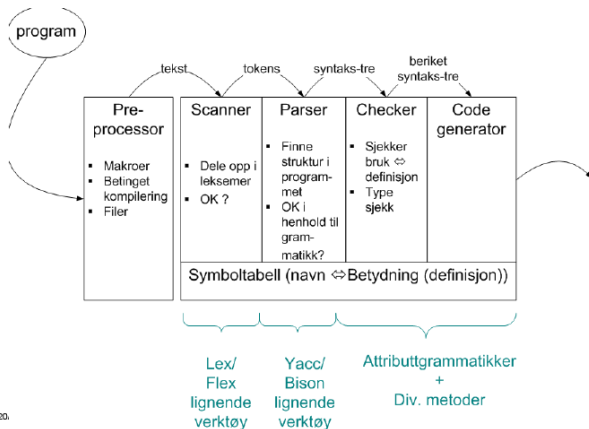 program
tekst
tokens
syntaks-tre
beriket
syntaks-tre
Pre-
processor
▪ Makroer
▪ Betinget
kompilering
▪ Filer
Scanner
▪ Dele opp i
leksemer
▪ OK ?
Parser
▪ Finne
struktur i
program-
met
▪ OK i
henhold til
gram-
matikk?
Checker
▪ Sjekker
bruk ⇔
definisjon
▪ Type
sjekk
Code
generator
Symboltabell (navn ⇔Betydning (definisjon))
Lex/
Flex
lignende
verktøy
Yacc/
Bison
lignende
verktøy
Attributtgrammatikker
+
Div. metoder